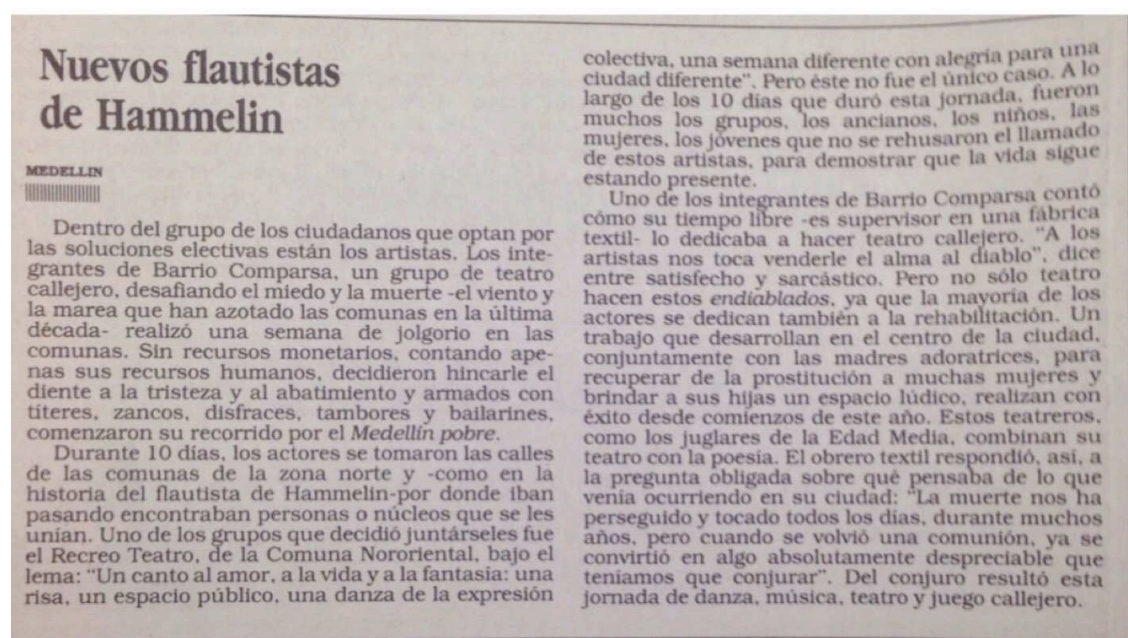 Nuevos flautistas
de Hammelin
MEDELLIN
Dentro del grupo de los ciudadanos que optan por
las soluciones electivas están los artistas. Los inte-
grantes de Barrio Comparsa, un grupo de teatro
callejero, desafiando el miedo y la muerte -el viento y
la marea que han azotado las comunas en la última
década- realizó una semana de jolgorio en las
comunas. Sin recursos monetarios, contando ape-
nas sus recursos humanos, decidieron hincarle el
diente a la tristeza y al abatimiento y armados con
títeres, zancos, disfraces, tambores y bailarines,
comenzaron su recorrido por el Medellín pobre.
Durante 10 días, los actores se tomaron las calles
de las comunas de la zona norte y -como en la
historia del flautista de Hammelin-por donde iban
pasando encontraban personas o núcleos que se les
unían. Uno de los grupos que decidió juntárseles fue
el Recreo Teatro, de la Comuna Nororiental, bajo el
lema: "Un canto al amor, a la vida y a la fantasía: una
risa, un espacio público, una danza de la expresión
colectiva, una semana diferente con alegría para una
ciudad diferente". Pero éste no fue el único caso. A lo
largo de los 10 días que duró esta jornada, fueron
muchos los grupos, los ancianos, los niños, las
mujeres, los jóvenes que no se rehusaron el llamado
de estos artistas, para demostrar que la vida sigue
estando presente.
Uno de los integrantes de Barrio Comparsa contó
cómo su tiempo libre -es supervisor en una fábrica
textil- lo dedicaba a hacer teatro callejero. "A los
artistas nos toca venderle el alma al diablo", dice
entre satisfecho y sarcástico. Pero no sólo teatro
hacen estos endiablados, ya que la mayoría de los
actores se dedican también a la rehabilitación. Un
trabajo que desarrollan en el centro de la ciudad,
conjuntamente con las madres adoratrices, para
recuperar de la prostitución a muchas mujeres y
brindar a sus hijas un espacio lúdico, realizan con
éxito desde comienzos de este año. Estos teatreros,
como los juglares de la Edad Media, combinan su
teatro con la poesía. El obrero textil respondió, así, a
la pregunta obligada sobre qué pensaba de lo que
venía ocurriendo en su ciudad: "La muerte nos ha
perseguido y tocado todos los días, durante muchos
años, pero cuando se volvió una comunión, ya se
convirtió en algo absolutamente despreciable que
teníamos que conjurar". Del conjuro resultó esta
jornada de danza, música, teatro y juego callejero.